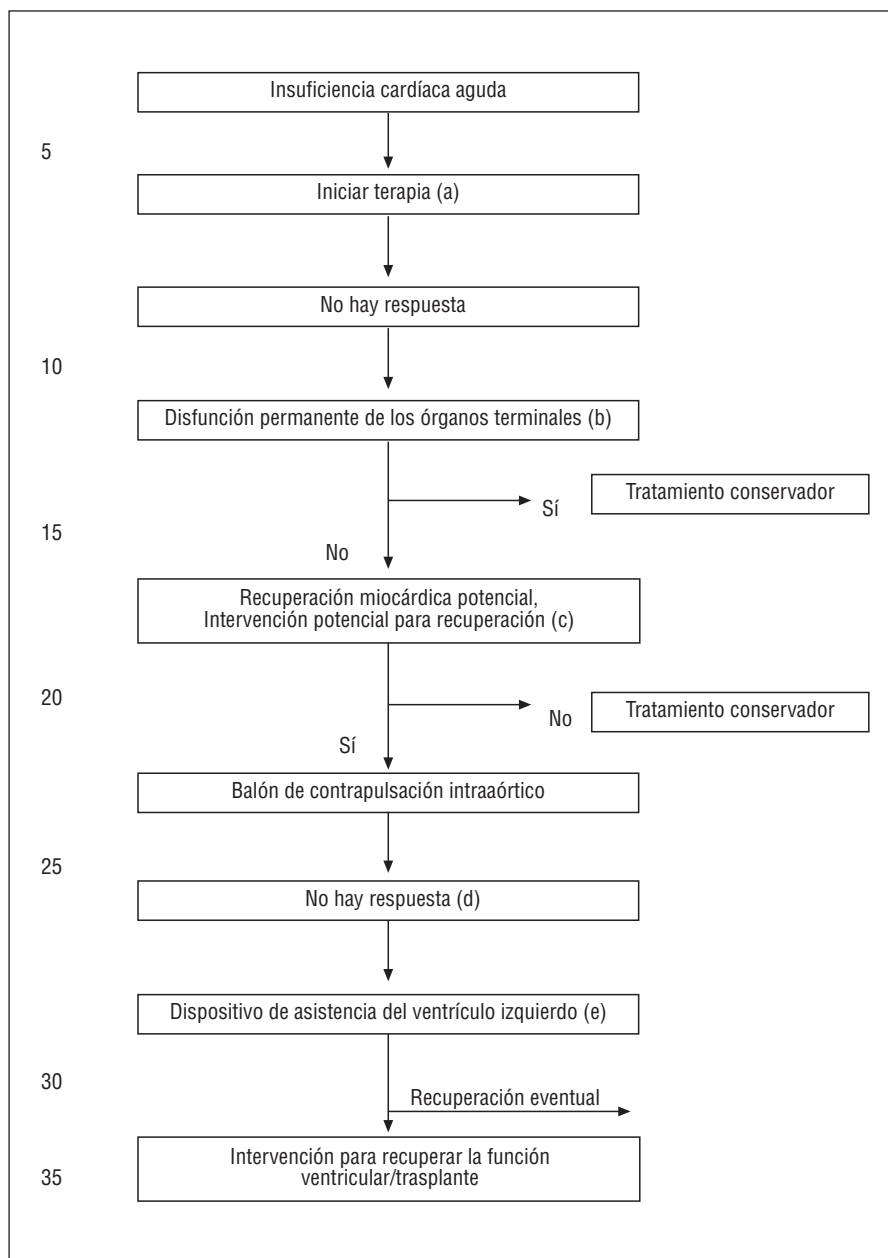 Insuficiencia cardíaca aguda
5
Iniciar terapia (a)
No hay respuesta
10
Disfunción permanente de los órganos terminales (b)
Tratamiento conservador
Sí
15
No
Recuperación miocárdica potencial,
Intervención potencial para recuperación (c)
20
Tratamiento conservador
No
Sí
Balón de contrapulsación intraaórtico
25
No hay respuesta (d)
Dispositivo de asistencia del ventrículo izquierdo (e)
30
Recuperación eventual
Intervención para recuperar la función
35
ventricular/trasplante